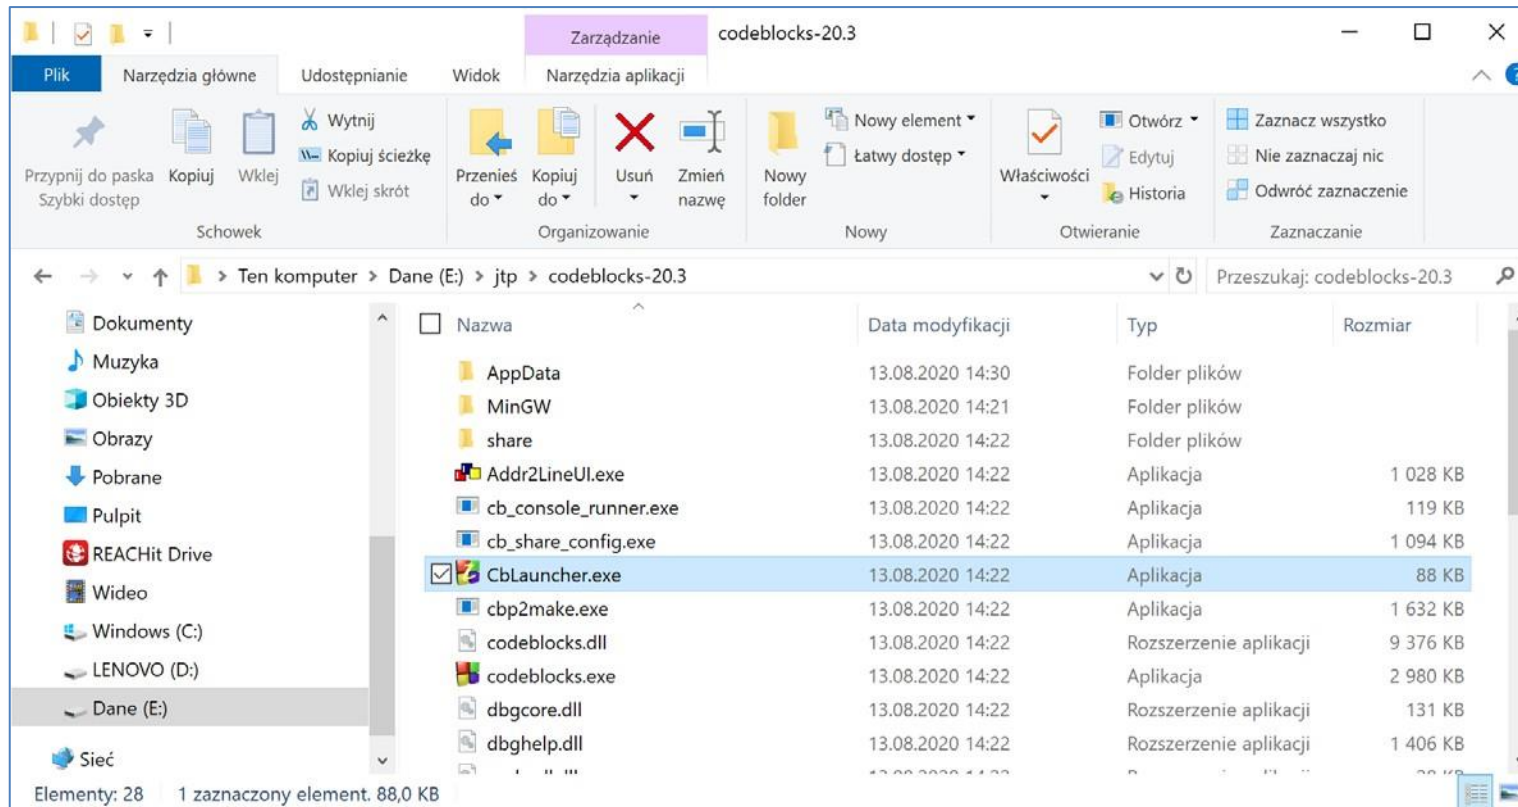 Zarządzanie codeblocks-20.3
Plik Narzędzia główne Udostępnianie Widok Narzędzia aplikacji
Przypnij do paska
Szybki dostęp
Kopiuj
Wklej
Wytnij
Kopiuj ścieżkę
Wklej skrót
Schowek
Przenieś
do
Kopiuj
do
Usuń
Zmień
nazwę
Organizowanie
Nowy
folder
Nowy element
Łatwy dostęp
Nowy
Właściwości
Otwórz
Edytuj
Historia
Otwieranie
Zaznacz wszystko
Nie zaznaczaj nic
Odwróć zaznaczenie
Zaznaczanie
Ten komputer > Dane (E:) > jtp > codeblocks-20.3
Przeszukaj: codeblocks-20.3
Dokumenty
Muzyka
Obiekty 3D
Obrazy
Pobrane
Pulpit
REACHit Drive
Wideo
Windows (C:)
LENOVO (D:)
Dane (E:)
Sieć
Nazwa Data modyfikacji Typ Rozmiar
AppData 13.08.2020 14:30 Folder plików
MinGW 13.08.2020 14:21 Folder plików
share 13.08.2020 14:22 Folder plików
Addr2LineUI.exe 13.08.2020 14:22 Aplikacja 1 028 KB
cb_console_runner.exe 13.08.2020 14:22 Aplikacja 119 KB
cb_share_config.exe 13.08.2020 14:22 Aplikacja 1 094 KB
CbLauncher.exe 13.08.2020 14:22 Aplikacja 88 KB
cbp2make.exe 13.08.2020 14:22 Aplikacja 1 632 KB
codeblocks.dll 13.08.2020 14:22 Rozszerzenie aplikacji 9 376 KB
codeblocks.exe 13.08.2020 14:22 Aplikacja 2 980 KB
dbgcore.dll 13.08.2020 14:22 Rozszerzenie aplikacji 131 KB
dbghelp.dll 13.08.2020 14:22 Rozszerzenie aplikacji 1 406 KB
Elementy: 28 1 zaznaczony element. 88,0 KB